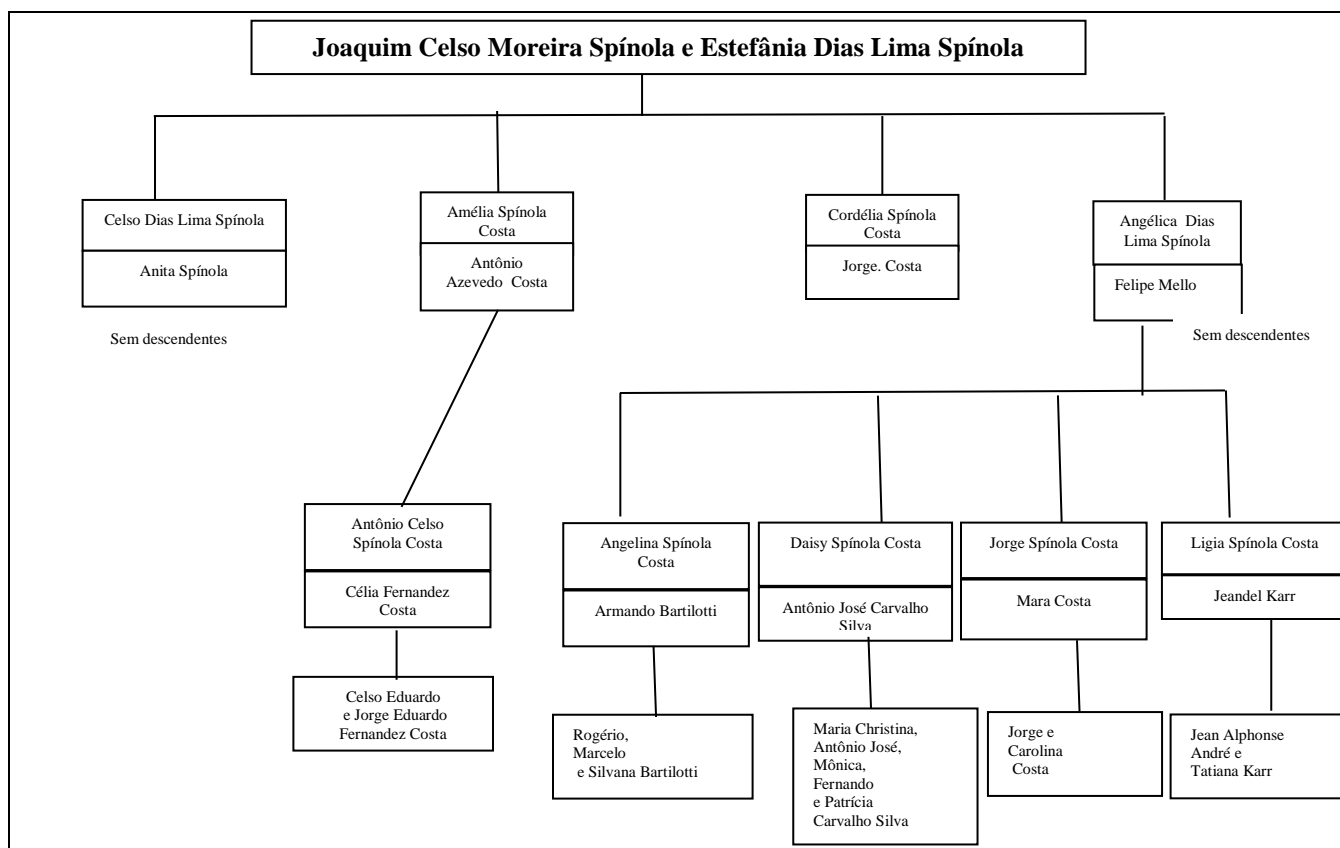 Joaquim Celso Moreira Spínola e Estefânia Dias Lima Spínola
Celso Dias Lima Spínola
Anita Spínola
Sem descendentes
Amélia Spínola
Costa
Antônio
Azevedo Costa
Cordélia Spínola
Costa
Jorge. Costa
Angélica Dias
Lima Spínola
Felipe Mello
Sem descendentes
Antônio Celso
Spínola Costa
Célia Fernandez
Costa
Celso Eduardo
e Jorge Eduardo
Fernandez Costa
Angelina Spínola
Costa
Armando Bartilotti
Rogério,
Marcelo
e Silvana Bartilotti
Daisy Spínola Costa
Antônio José Carvalho
Silva
Maria Christina,
Antônio José,
Mônica,
Fernando
e Patrícia
Carvalho Silva
Jorge Spínola Costa
Mara Costa
Jorge e
Carolina
Costa
Ligia Spínola Costa
Jeandel Karr
Jean Alphonse
André e
Tatiana Karr